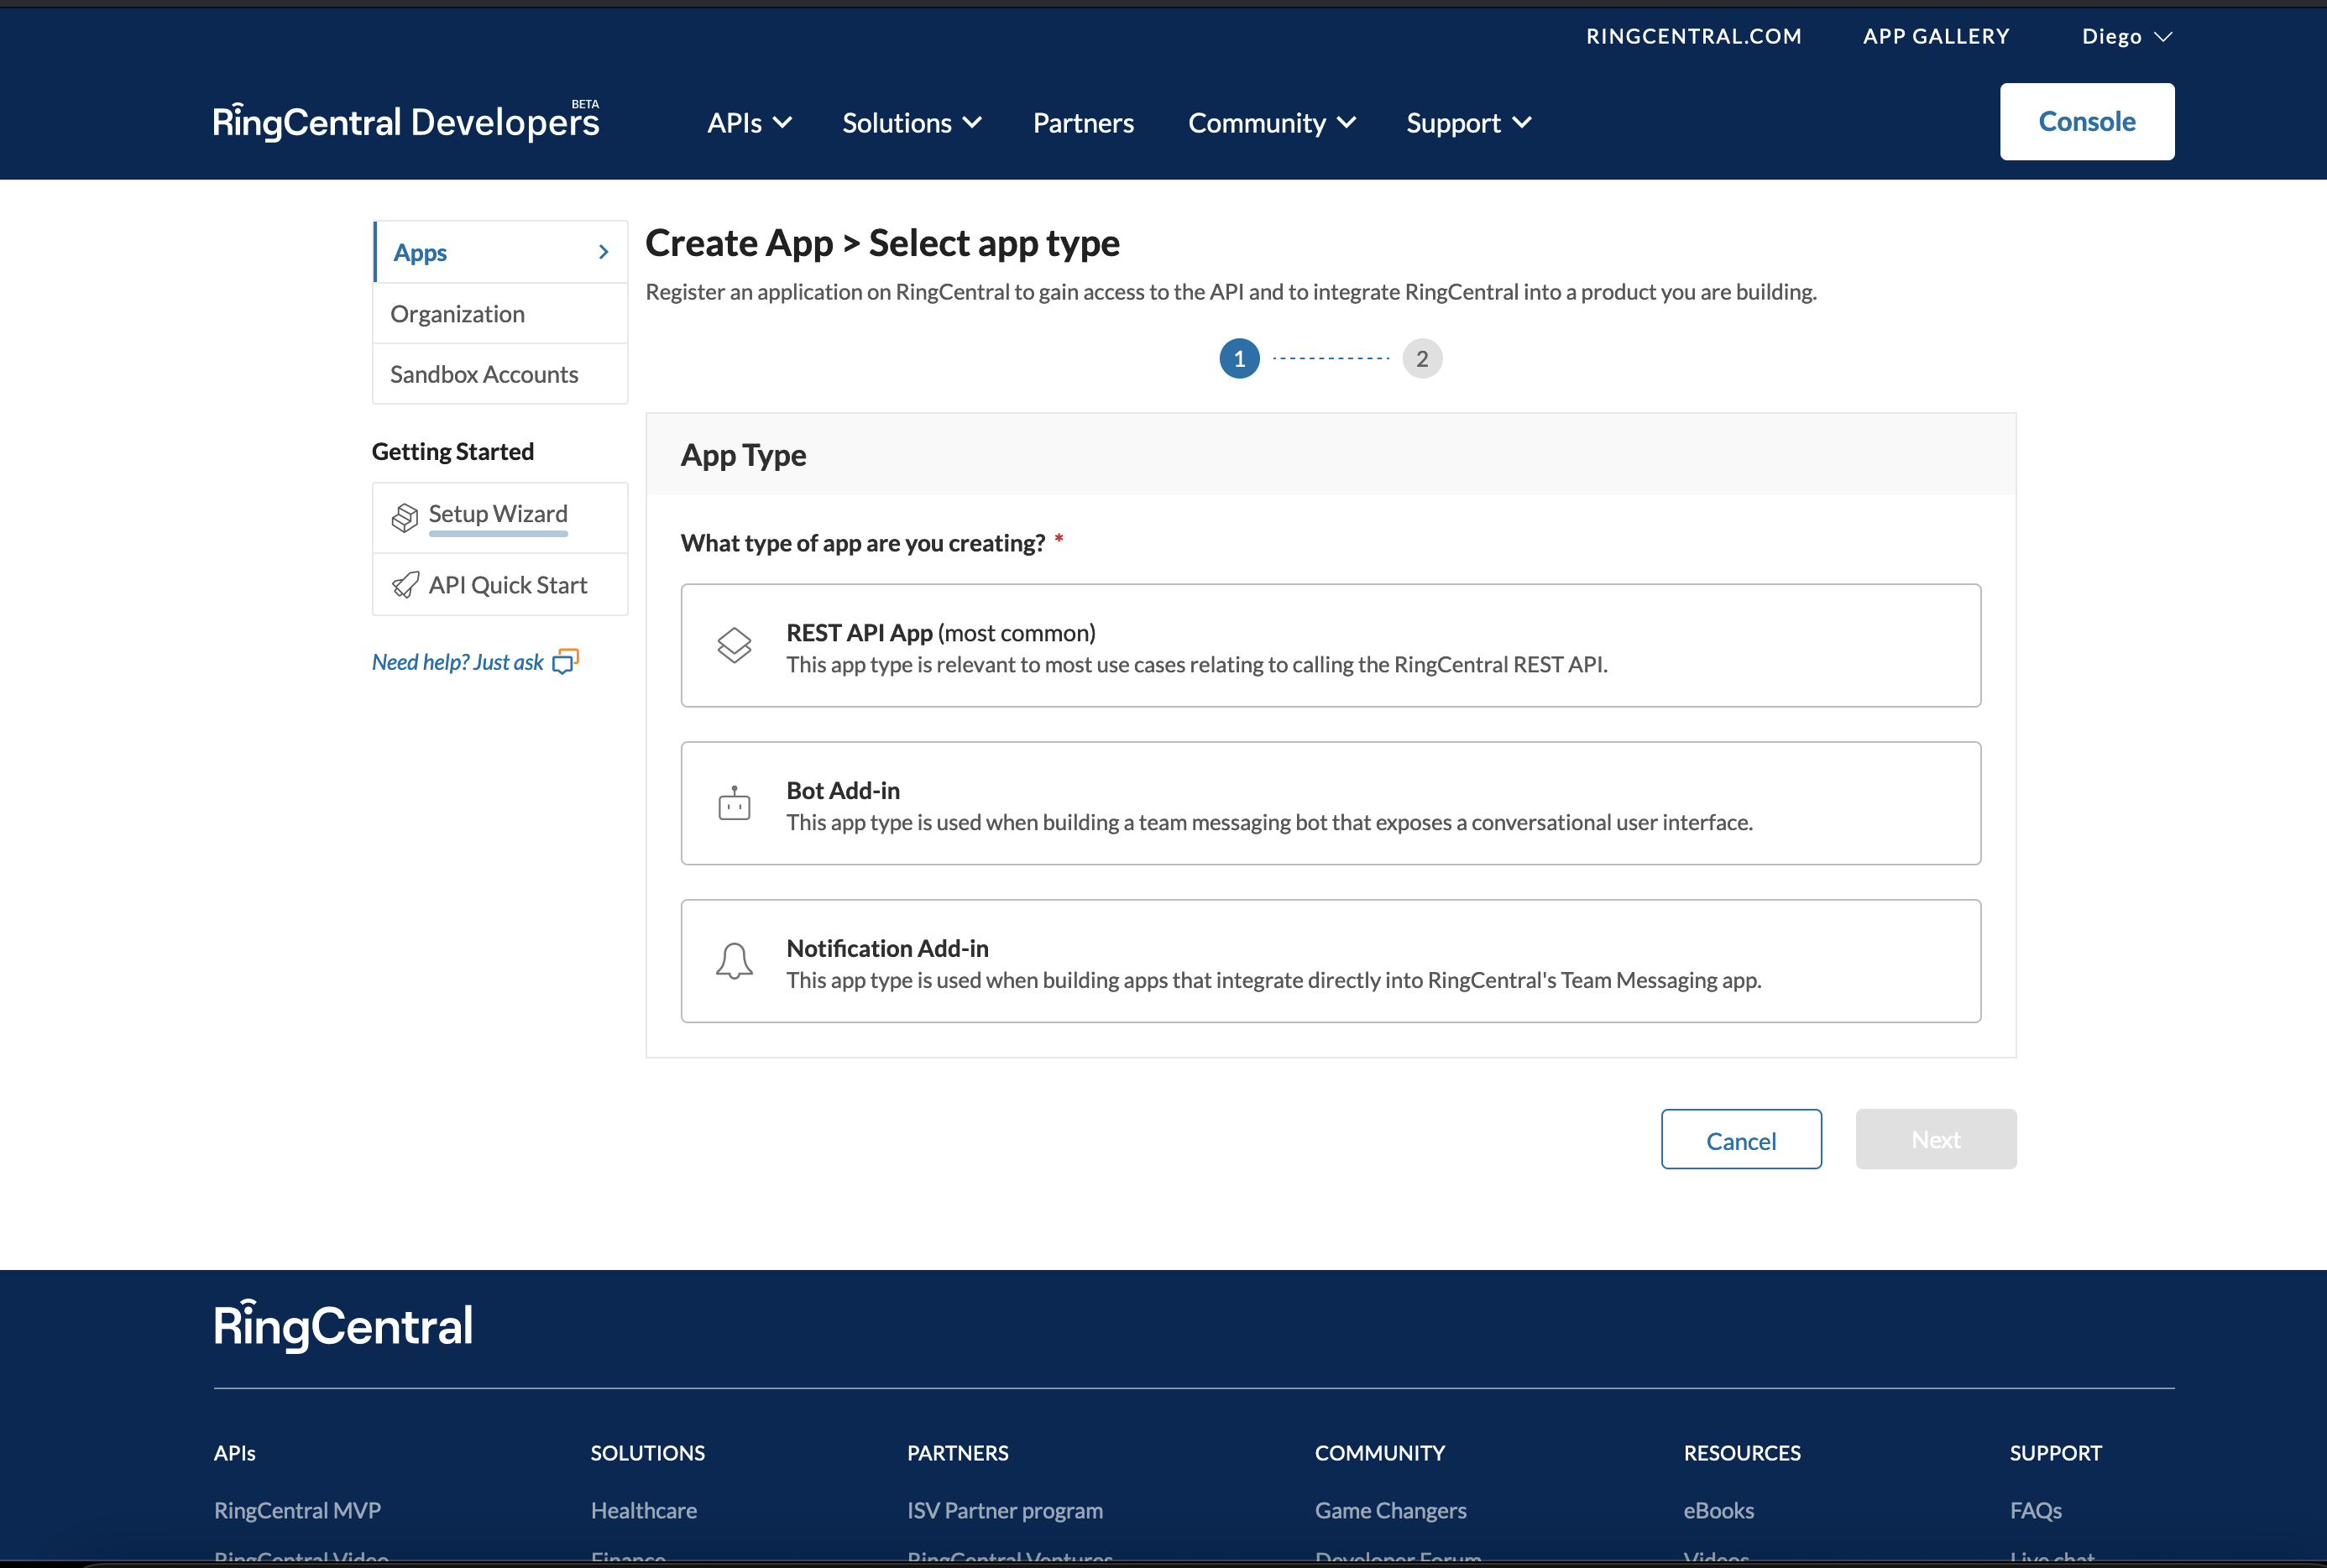 RINGCENTRAL.COM APP GALLERY Diego
RingCentral Developers BETA
APIs Solutions Partners Community Support Console
Apps
Organization
Sandbox Accounts
Getting Started
Setup Wizard
API Quick Start
Need help? Just ask
Create App > Select app type
Register an application on RingCentral to gain access to the API and to integrate RingCentral into a product you are building.
1 2
App Type
What type of app are you creating? *
REST API App (most common)
This app type is relevant to most use cases relating to calling the RingCentral REST API.
Bot Add-in
This app type is used when building a team messaging bot that exposes a conversational user interface.
Notification Add-in
This app type is used when building apps that integrate directly into RingCentral's Team Messaging app.
Cancel Next
RingCentral
APIs SOLUTIONS PARTNERS COMMUNITY RESOURCES SUPPORT
RingCentral MVP Healthcare ISV Partner program Game Changers eBooks FAQs
RingCentral Video Finance RingCentral Ventures Developer Forum Videos Live chat